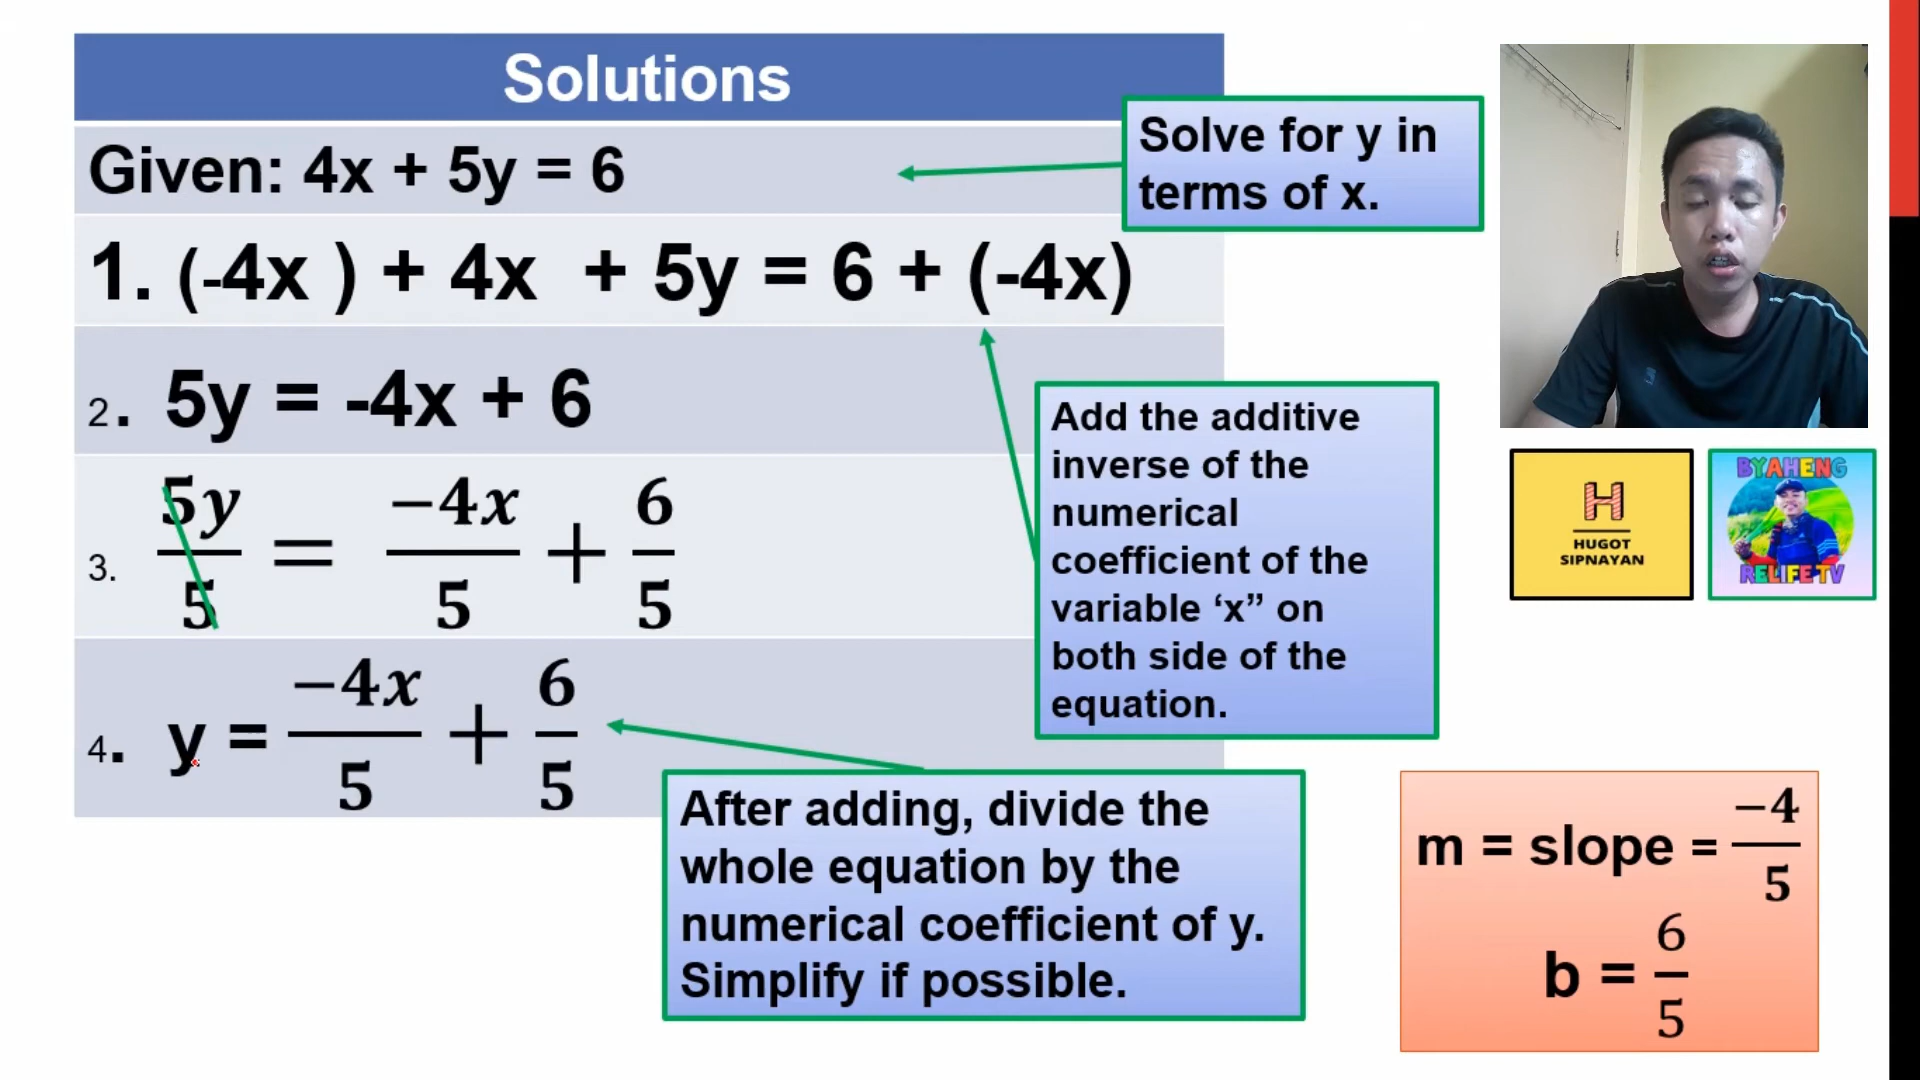 Solutions
Given: 4x + 5y = 6
Solve for y in
terms of x.
1. (-4x ) + 4x + 5y = 6 + (-4x)
2. 5y = -4x + 6
Add the additive
inverse of the
numerical
coefficient of the
variable ‘x” on
both side of the
equation.
3. 5y/5 = −4x/5 + 6/5
4. y = −4x/5 + 6/5
After adding, divide the
whole equation by the
numerical coefficient of y.
Simplify if possible.
H
HUGOT
SIPNAYAN
BYAHENG
RELIFE TV
m = slope = −4/5
b = 6/5